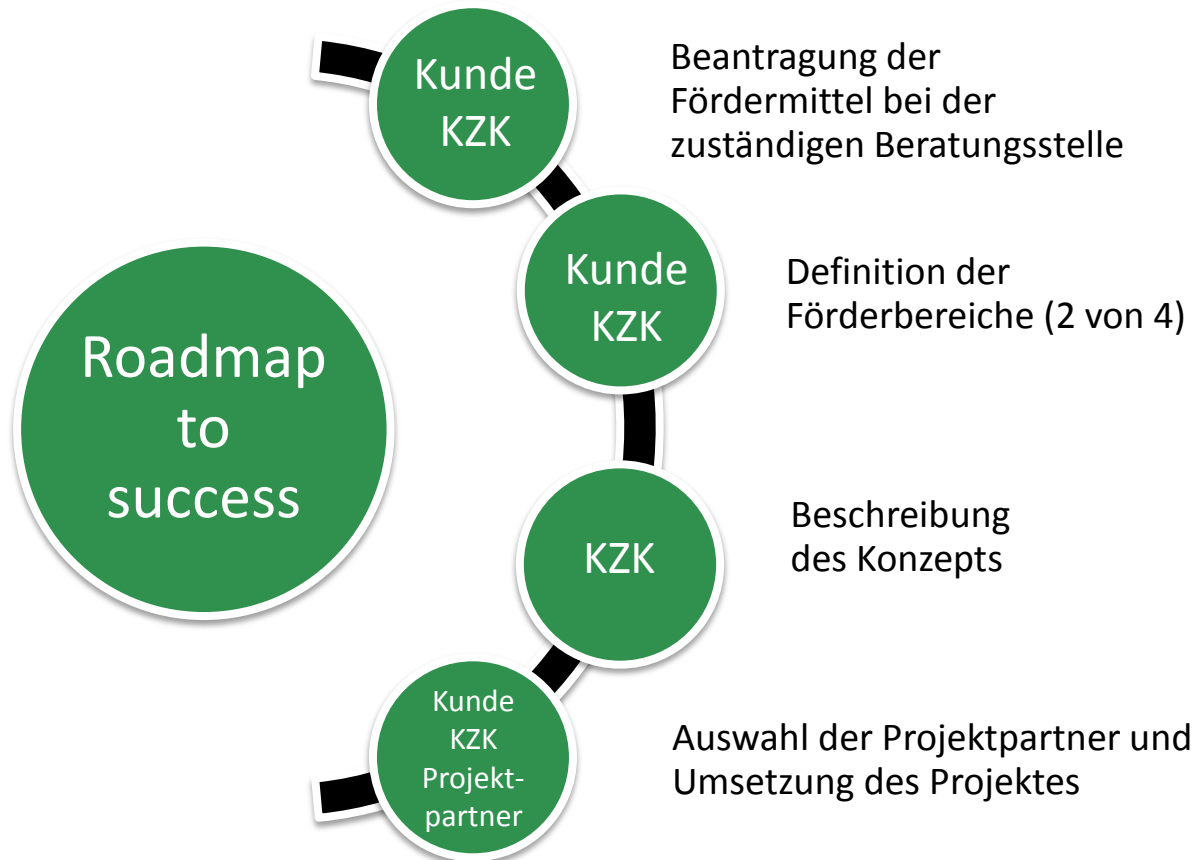 Roadmap
to
success
Kunde
KZK
Beantragung der
Fördermittel bei der
zuständigen Beratungsstelle
Kunde
KZK
Definition der
Förderbereiche (2 von 4)
KZK
Beschreibung
des Konzepts
Kunde
KZK
Projekt-
partner
Auswahl der Projektpartner und
Umsetzung des Projektes